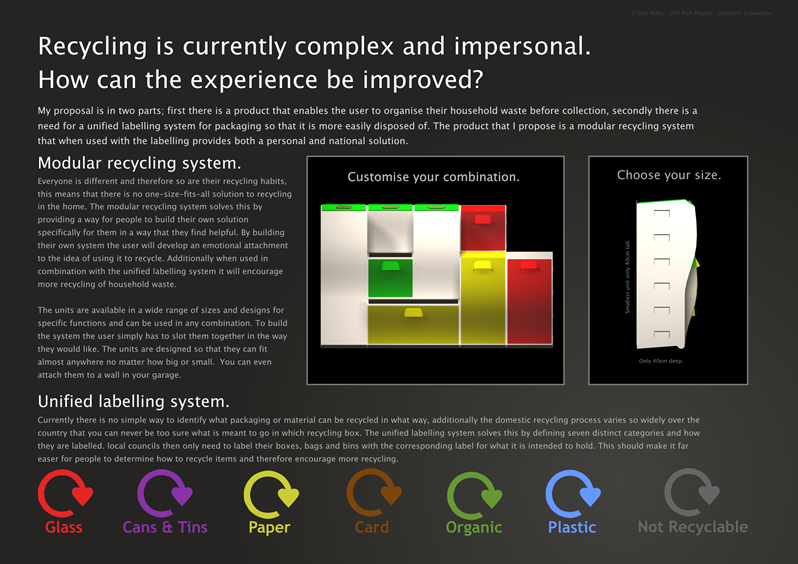 Recycling is currently complex and impersonal.
How can the experience be improved?
My proposal is in two parts; first there is a product that enables the user to organise their household waste before collection, secondly there is a
need for a unified labelling system for packaging so that it is more easily disposed of. The product that I propose is a modular recycling system
that when used with the labelling provides both a personal and national solution.
Modular recycling system.
Everyone is different and therefore so are their recycling habits,
this means that there is no one-size-fits-all solution to recycling
in the home. The modular recycling system solves this by
providing a way for people to build their own solution
specifically for them in a way that they find helpful. By building
their own system the user will develop an emotional attachment
to the idea of using it to recycle. Additionally when used in
combination with the unified labelling system it will encourage
more recycling of household waste.
The units are available in a wide range of sizes and designs for
specific functions and can be used in any combination. To build
the system the user simply has to slot them together in the way
they would like. The units are designed so that they can fit
almost anywhere no matter how big or small. You can even
attach them to a wall in your garage.
Customise your combination.
Choose your size.
Smallest unit only 40cm tall.
Only 40cm deep.
Unified labelling system.
Currently there is no simple way to identify what packaging or material can be recycled in what way, additionally the domestic recycling process varies so widely over the
country that you can never be too sure what is meant to go in which recycling box. The unified labelling system solves this by defining seven distinct categories and how
they are labelled. local councils then only need to label their boxes, bags and bins with the corresponding label for what it is intended to hold. This should make it far
easer for people to determine how to recycle items and therefore encourage more recycling.
Glass
Cans & Tins
Paper
Card
Organic
Plastic
Not Recyclable